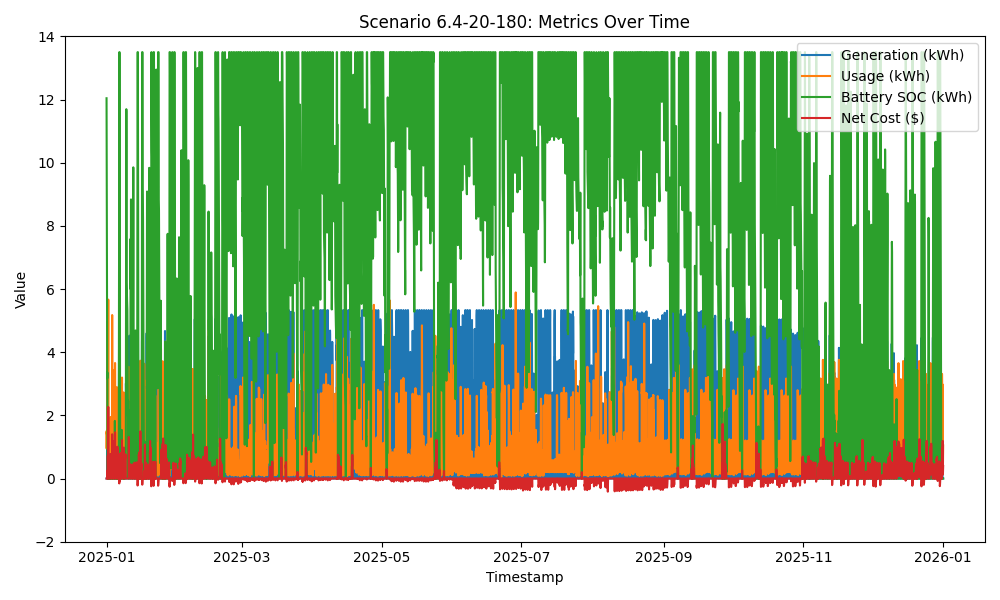 Scenario 6.4-20-180: Metrics Over Time
Generation (kWh)
Usage (kWh)
Battery SOC (kWh)
Net Cost ($)
Value
14
12
10
8
6
4
2
0
−2
2025-01
2025-03
2025-05
2025-07
2025-09
2025-11
2026-01
Timestamp